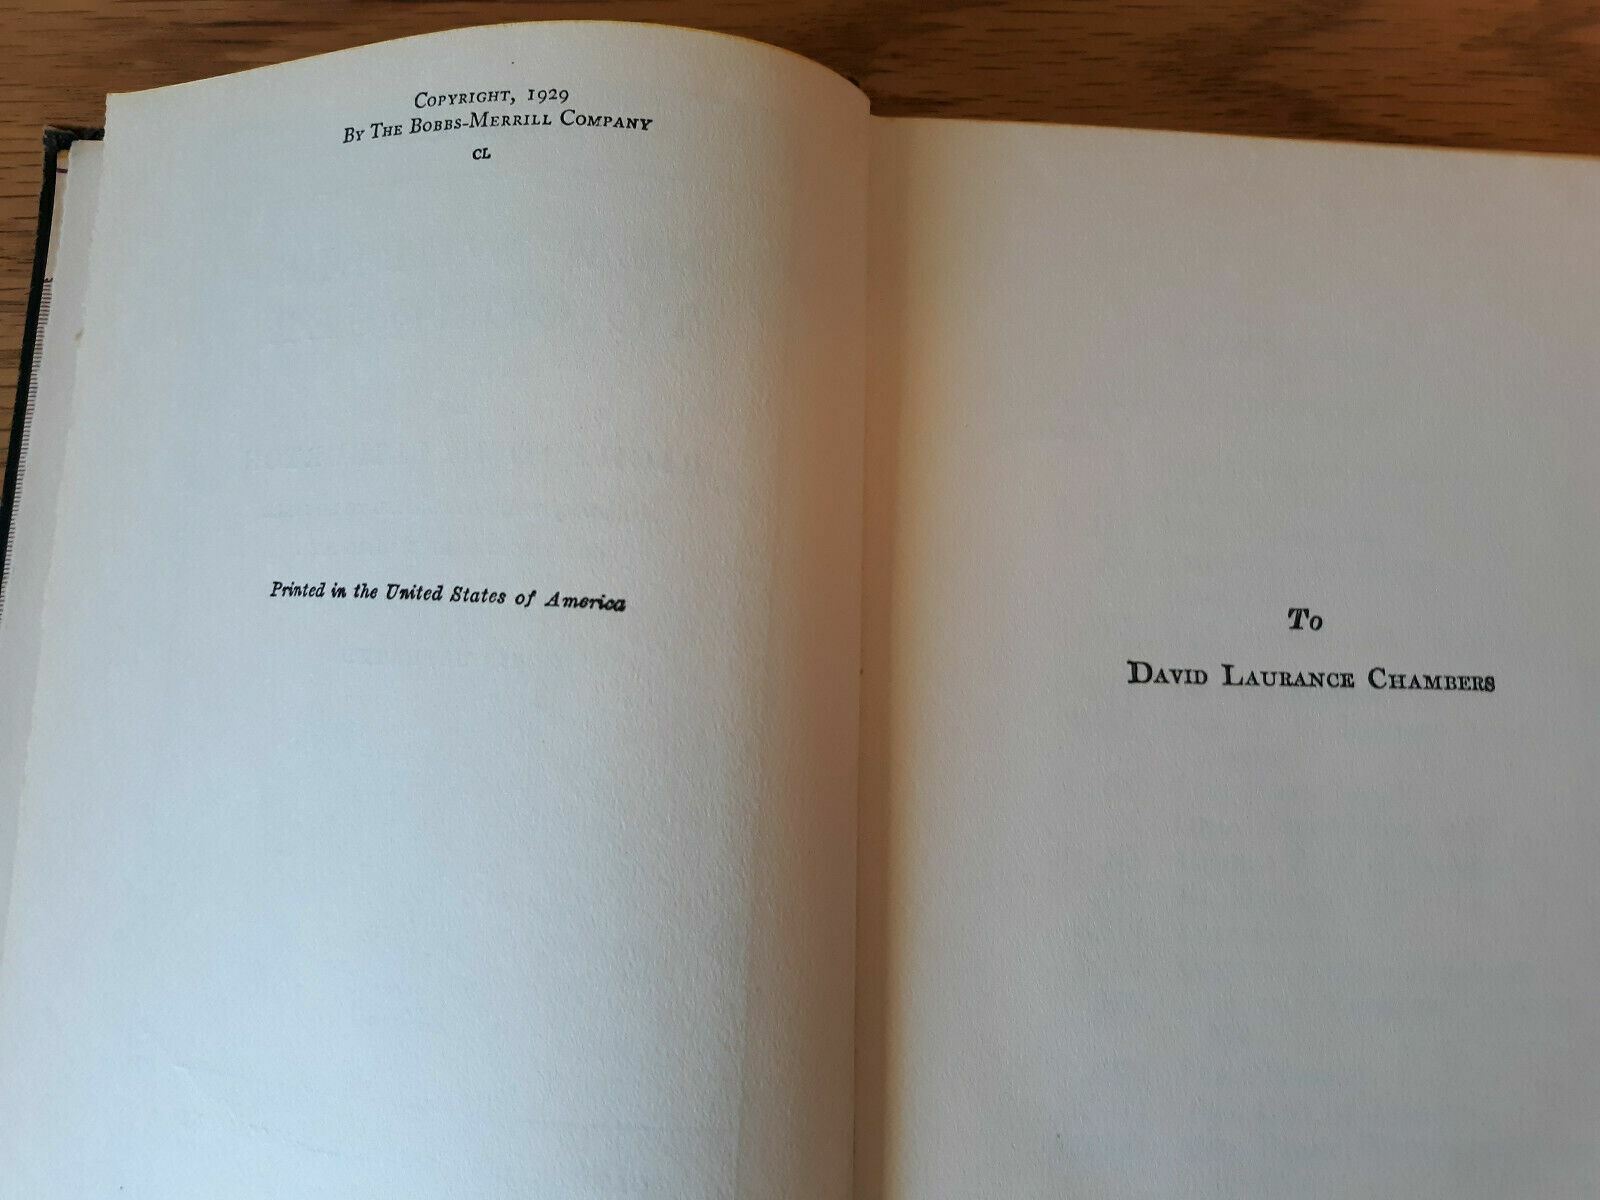 COPYRIGHT, 1929
BY THE BOBBS-MERRILL COMPANY
CL
Printed in the United States of America
To
DAVID LAURANCE CHAMBERS